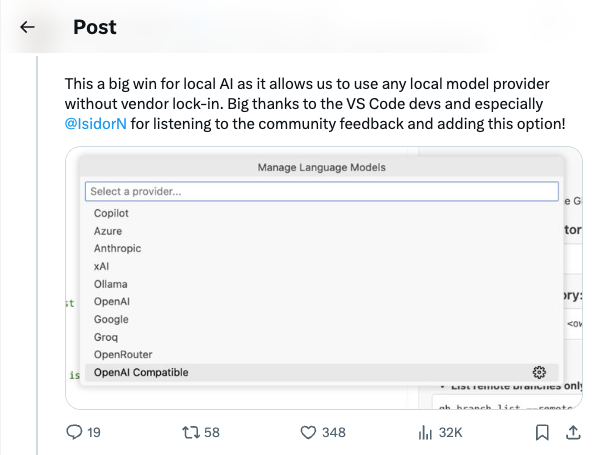 Post
This a big win for local AI as it allows us to use any local model provider
without vendor lock-in. Big thanks to the VS Code devs and especially
@IsidorN for listening to the community feedback and adding this option!
Manage Language Models
Select a provider...
Copilot
Azure
Anthropic
xAI
Ollama
OpenAI
Google
Groq
OpenRouter
OpenAI Compatible
e G
tor
st
ory:
<ov
is
List remote branches only
gh branch list --remote
19 58 348 32K